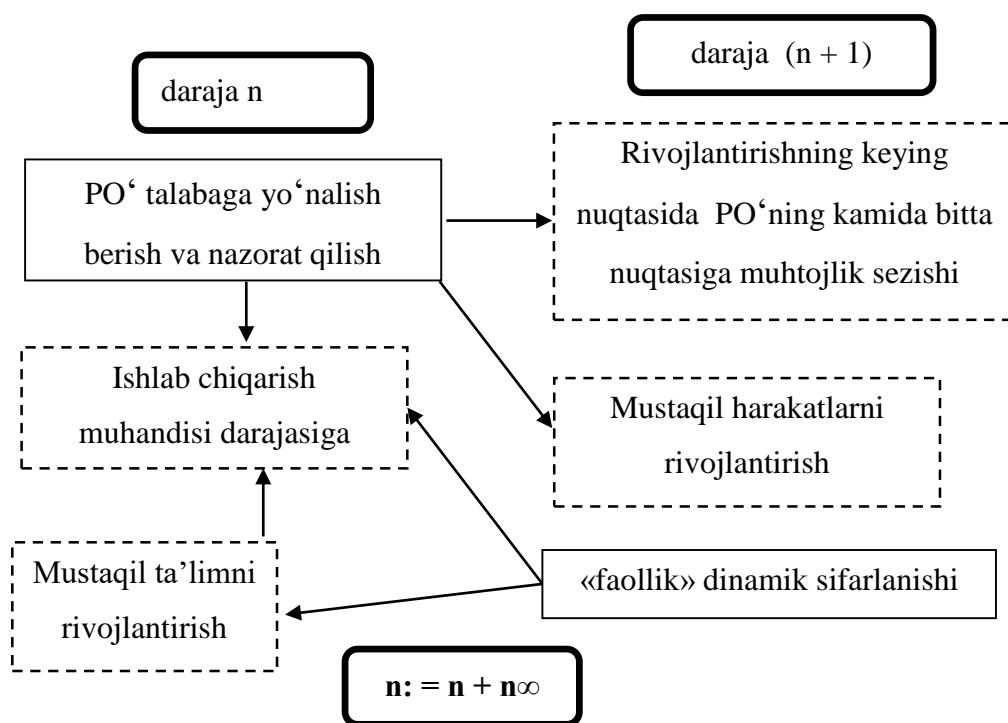 daraja n
daraja (n + 1)
PO‘ talabaga yo‘nalish
berish va nazorat qilish
Rivojlantirishning keying
nuqtasida PO‘ning kamida bitta
nuqtasiga muhtojlik sezishi
Ishlab chiqarish
muhandisi darajasiga
Mustaqil harakatlarni
rivojlantirish
Mustaqil ta’limni
rivojlantirish
«faollik» dinamik sifarlanishi
n: = n + n∞